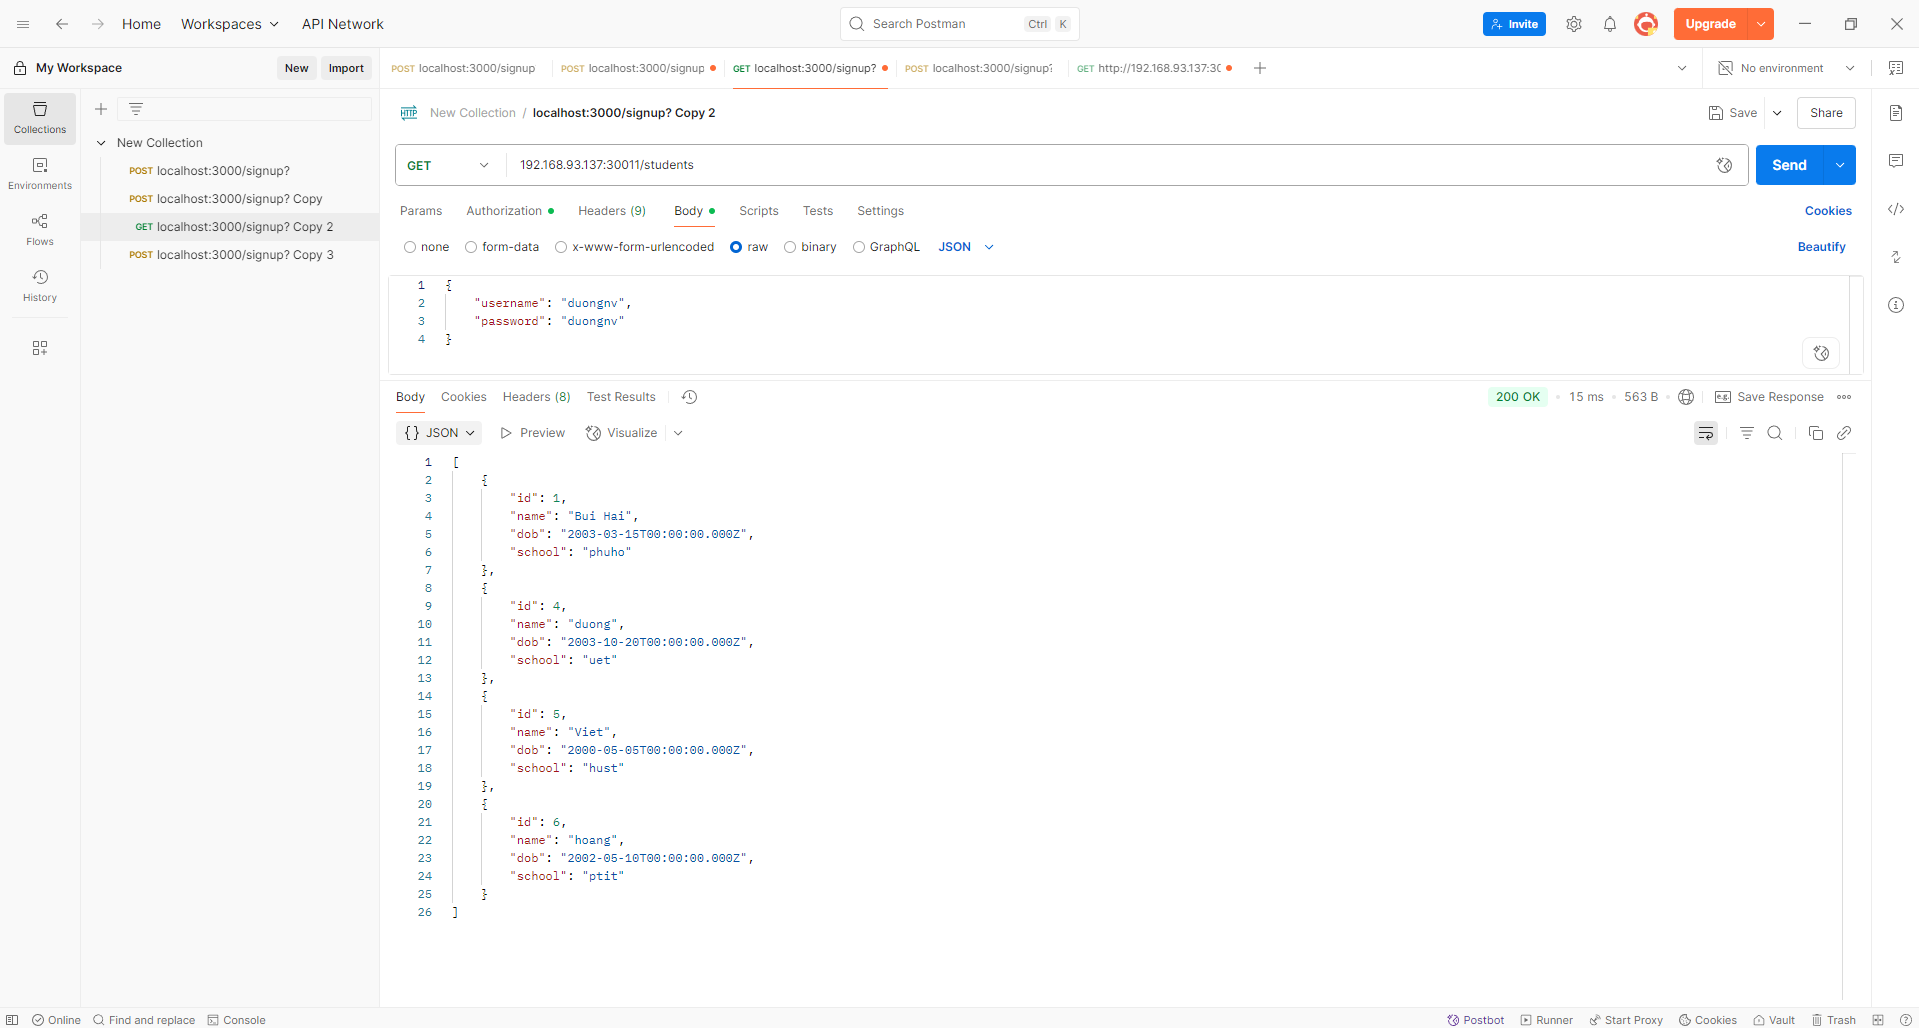 Home Workspaces API Network Search Postman Ctrl K Invite Upgrade
My Workspace New Import POST localhost:3000/signup POST localhost:3000/signup GET localhost:3000/signup? POST localhost:3000/signup? GET http://192.168.93.137:30 No environment
Collections
Environments
Flows
History
New Collection
POST localhost:3000/signup?
POST localhost:3000/signup? Copy
GET localhost:3000/signup? Copy 2
POST localhost:3000/signup? Copy 3
HTTP New Collection / localhost:3000/signup? Copy 2 Save Share
GET 192.168.93.137:30011/students Send
Params Authorization Headers (9) Body Scripts Tests Settings Cookies
none form-data x-www-form-urlencoded raw binary GraphQL JSON Beautify
1 {
2 "username": "duongnv",
3 "password": "duongnv"
4 }
Body Cookies Headers (8) Test Results 200 OK 15 ms 563 B e.g. Save Response
{} JSON Preview Visualize
1 [
2 {
3 "id": 1,
4 "name": "Bui Hai",
5 "dob": "2003-03-15T00:00:00.000Z",
6 "school": "phuho"
7 },
8 {
9 "id": 4,
10 "name": "duong",
11 "dob": "2003-10-20T00:00:00.000Z",
12 "school": "uet"
13 },
14 {
15 "id": 5,
16 "name": "Viet",
17 "dob": "2000-05-05T00:00:00.000Z",
18 "school": "hust"
19 },
20 {
21 "id": 6,
22 "name": "hoang",
23 "dob": "2002-05-10T00:00:00.000Z",
24 "school": "ptit"
25 }
26 ]
Online Find and replace Console Postbot Runner Start Proxy Cookies Vault Trash